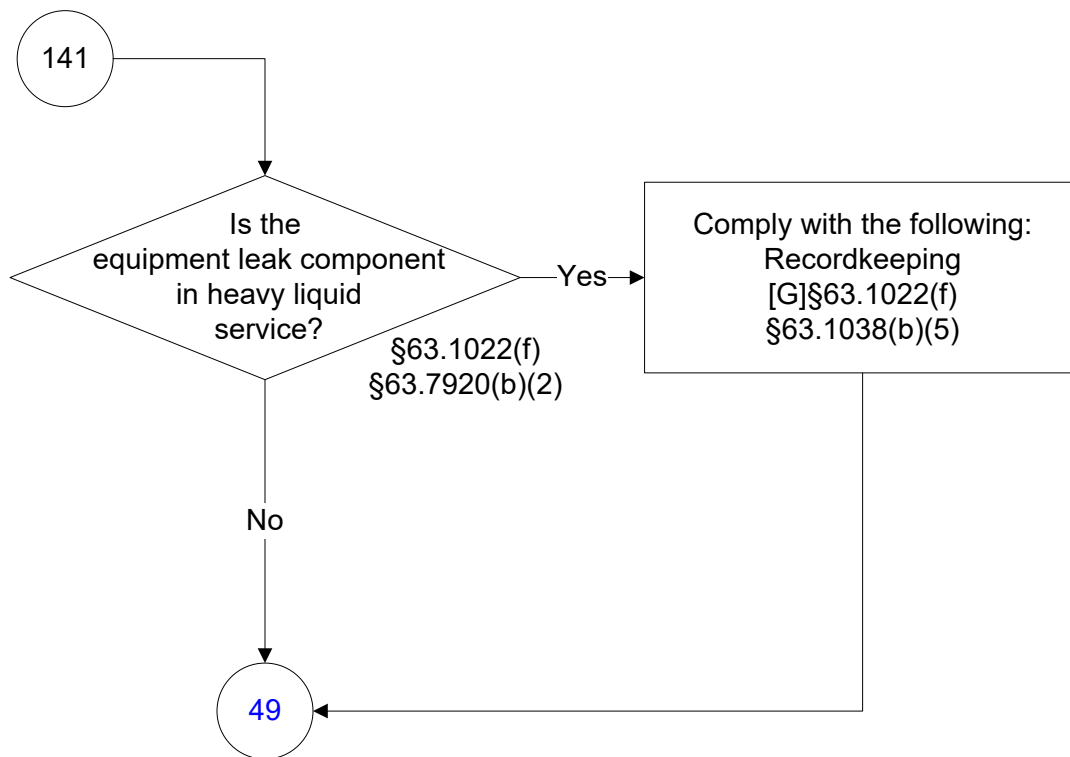 141
Is the
equipment leak component
in heavy liquid
service?
§63.1022(f)
§63.7920(b)(2)
Yes
Comply with the following:
Recordkeeping
[G]§63.1022(f)
§63.1038(b)(5)
No
49